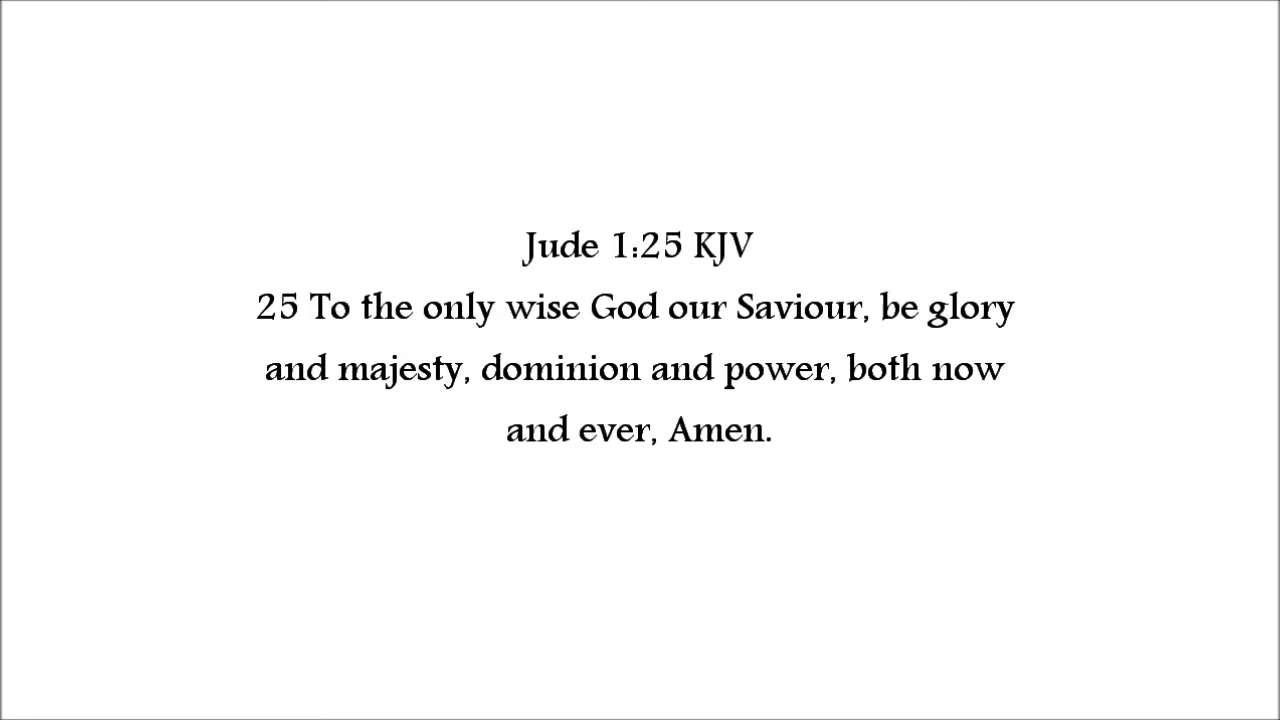 Jude 1:25 KJV
25 To the only wise God our Saviour, be glory
and majesty, dominion and power, both now
and ever, Amen.